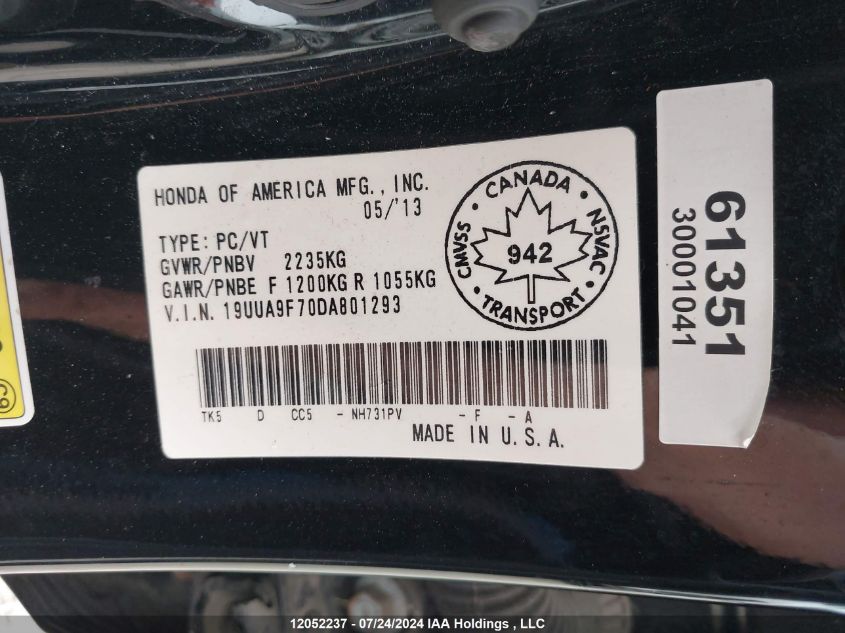 HONDA OF AMERICA MFG., INC.
05/'13
TYPE: PC/VT
GVWR/PNBV 2235KG
GAWR/PNBE F 1200KG R 1055KG
V.I.N. 19UUA9F70DA801293
CANADA
CMVSS
NSVAC
942
TRANSPORT
TK5 D CC5 - NH731PV - F - A
MADE IN U.S.A.
61351
30001041
12052237 - 07/24/2024 IAA Holdings, LLC